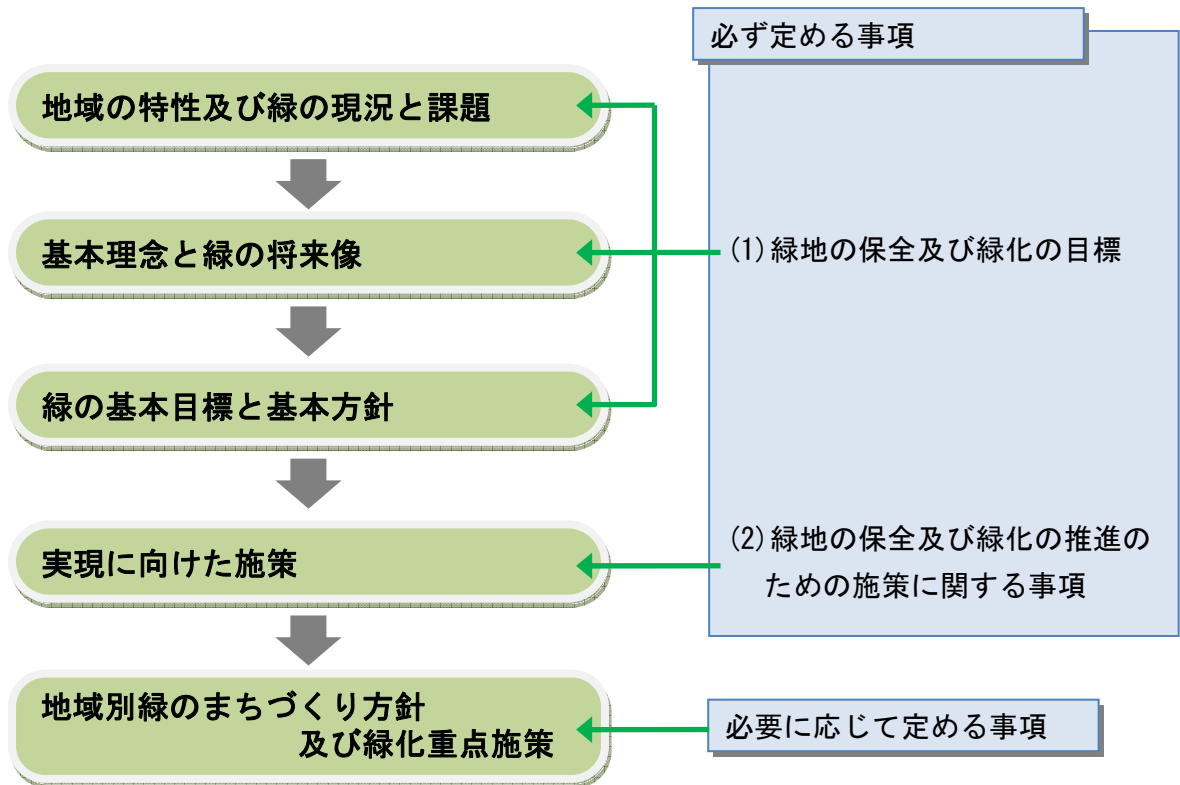 必ず定める事項
地域の特性及び緑の現況と課題
基本理念と緑の将来像
(1)緑地の保全及び緑化の目標
緑の基本目標と基本方針
実現に向けた施策
(2)緑地の保全及び緑化の推進の
ための施策に関する事項
地域別緑のまちづくり方針
及び緑化重点施策
必要に応じて定める事項